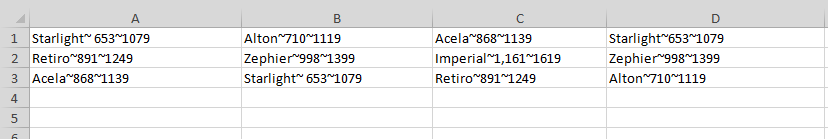 A B C D
1 Starlight~ 653~1079 Alton~710~1119 Acela~868~1139 Starlight~653~1079
2 Retiro~891~1249 Zephier~998~1399 Imperial~1,161~1619 Zephier~998~1399
3 Acela~868~1139 Starlight~ 653~1079 Retiro~891~1249 Alton~710~1119
4
5
6